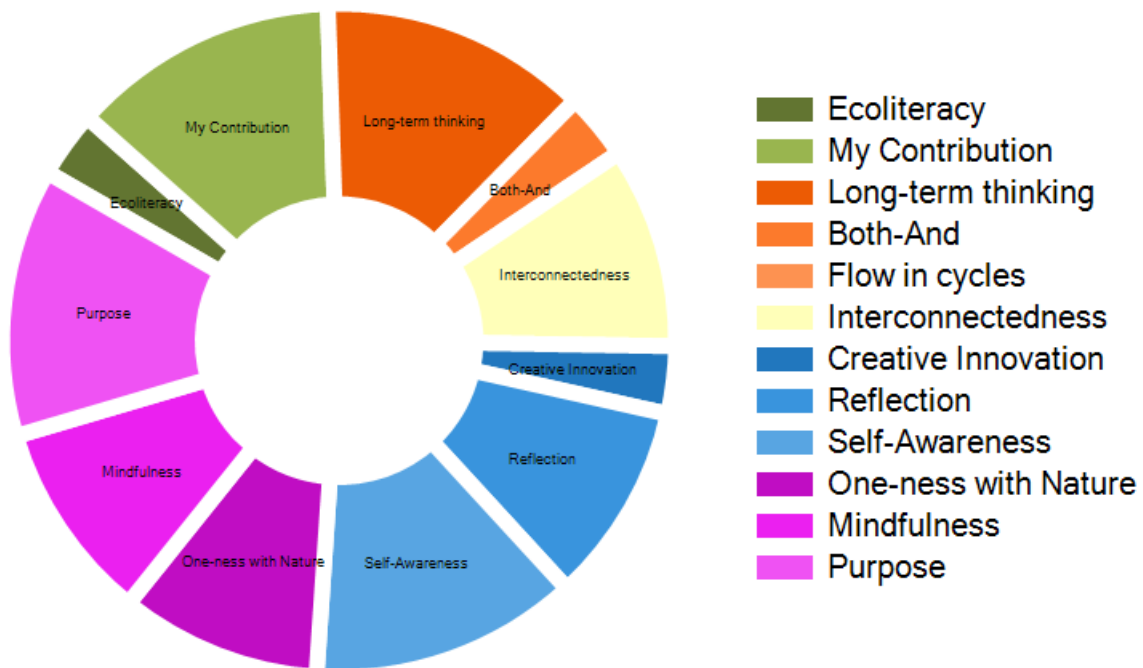 My Contribution
Long-term thinking
Both-And
Ecoliteracy
Interconnectedness
Purpose
Creative Innovation
Reflection
Mindfulness
One-ness with Nature
Self-Awareness
Ecoliteracy
My Contribution
Long-term thinking
Both-And
Flow in cycles
Interconnectedness
Creative Innovation
Reflection
Self-Awareness
One-ness with Nature
Mindfulness
Purpose